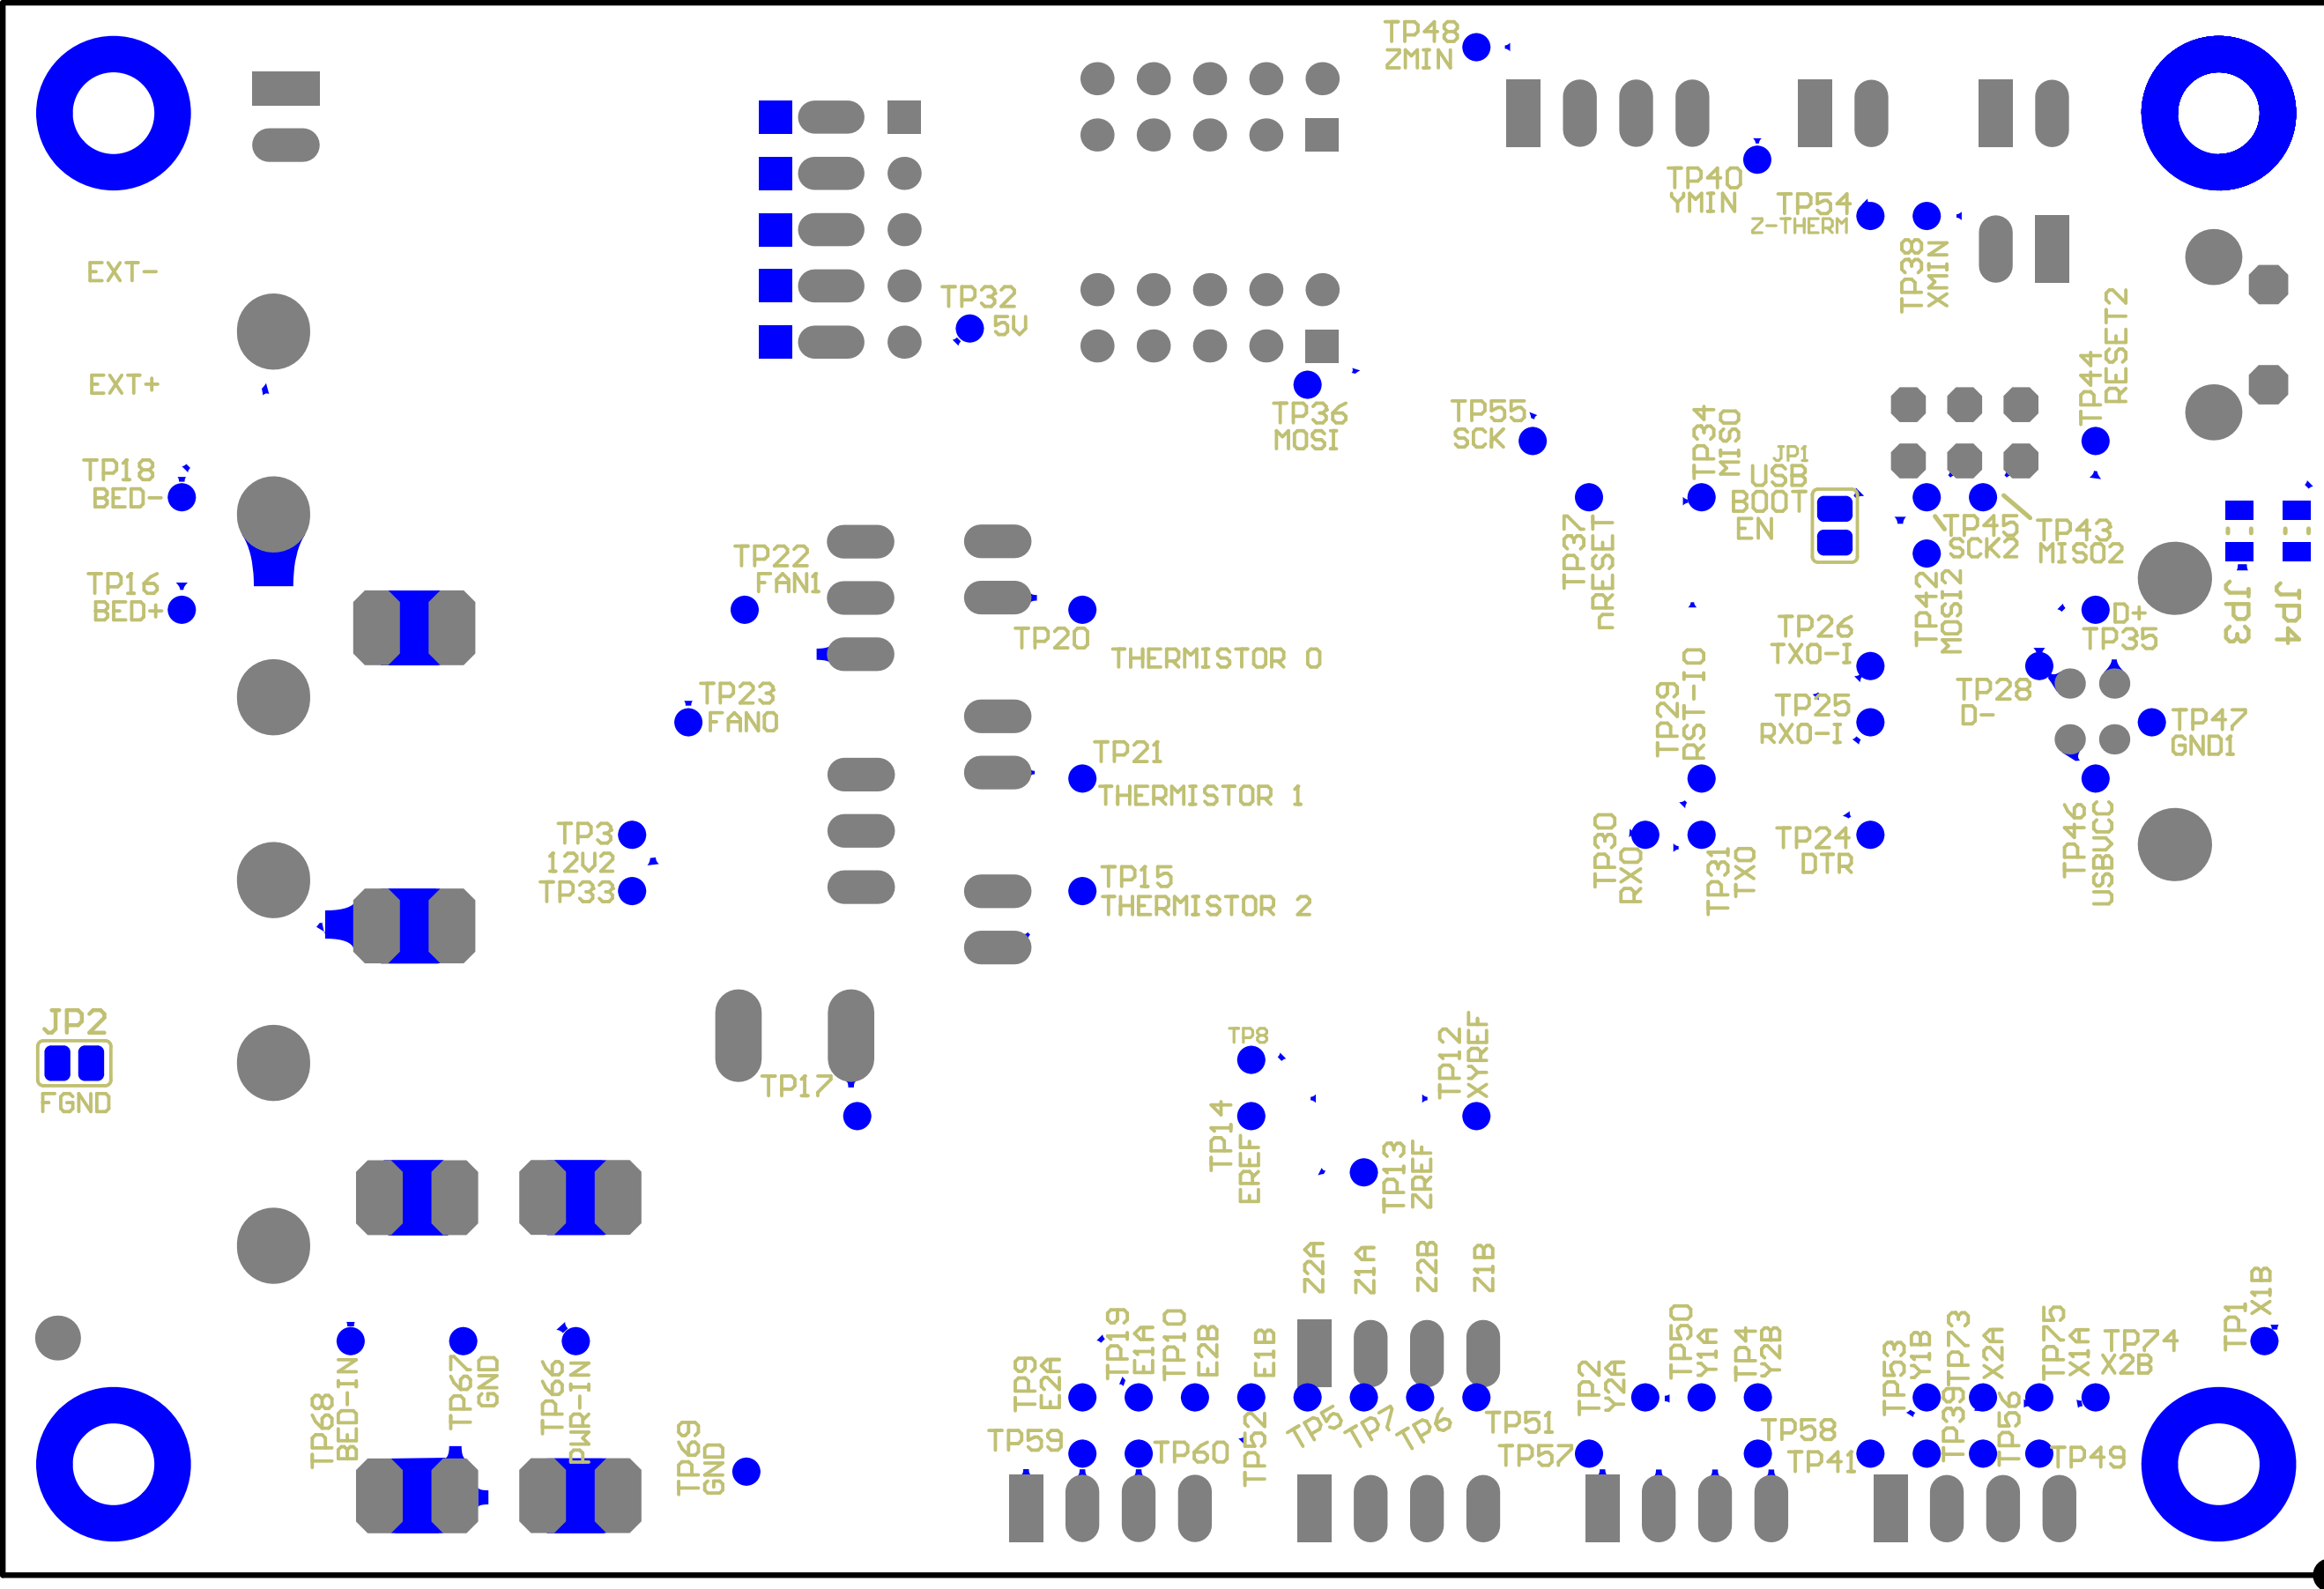 TP48
ZMIN
TP40
YMIN
TP54
Z-THERM
TP38
XMIN
EXT-
TP32
5V
TP44
RESET2
EXT+
TP36
MOSI
TP55
SCK
TP34
MISO
JP1
USB
BOOT
EN
TP18
BED-
TP37
nRESET
TP45
SCK2
TP43
MISO2
TP22
FAN1
TP16
BED+
TP42
MOSI2
JP3
JP4
D+
TP35
TP20
THERMISTOR 0
TP26
TX0-I
TP23
FAN0
TP29
RST-IO
TP25
RX0-I
TP28
D-
TP47
GND1
TP21
THERMISTOR 1
TP3
12V2
TP33
TP30
RX0
TP31
TX0
TP24
DTR
TP46
USBVCC
TP15
THERMISTOR 2
JP2
FGND
TP17
TP8
TP12
XYREF
TP14
EREF
TP13
ZREF
Z2A
Z1A
Z2B
Z1B
TP1
X1B
TP68
BED-IN
TP67
GND
TP66
PWR-IN
TP69
GND
TP9
E2A
TP19
E1A
TP10
E2B
E1B
TP59
TP60
TP52
TP5
TP7
TP6
TP51
TP57
TP2
Y2A
TP50
Y1A
TP4
Y2B
TP58
TP41
TP53
Y1B
TP39
TP73
X2A
TP56
TP75
X1A
TP74
X2B
TP49